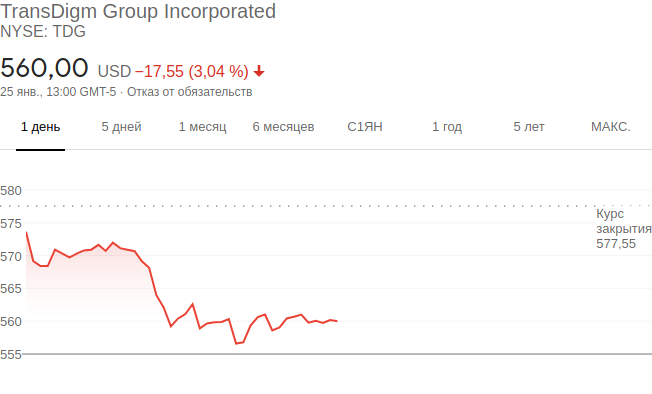 TransDigm Group Incorporated
NYSE: TDG
560,00 USD −17,55 (3,04 %)
25 янв., 13:00 GMT-5 · Отказ от обязательств
1 день 5 дней 1 месяц 6 месяцев С1ЯН 1 год 5 лет МАКС.
580
Курс
закрытия
577,55
575
570
565
560
555